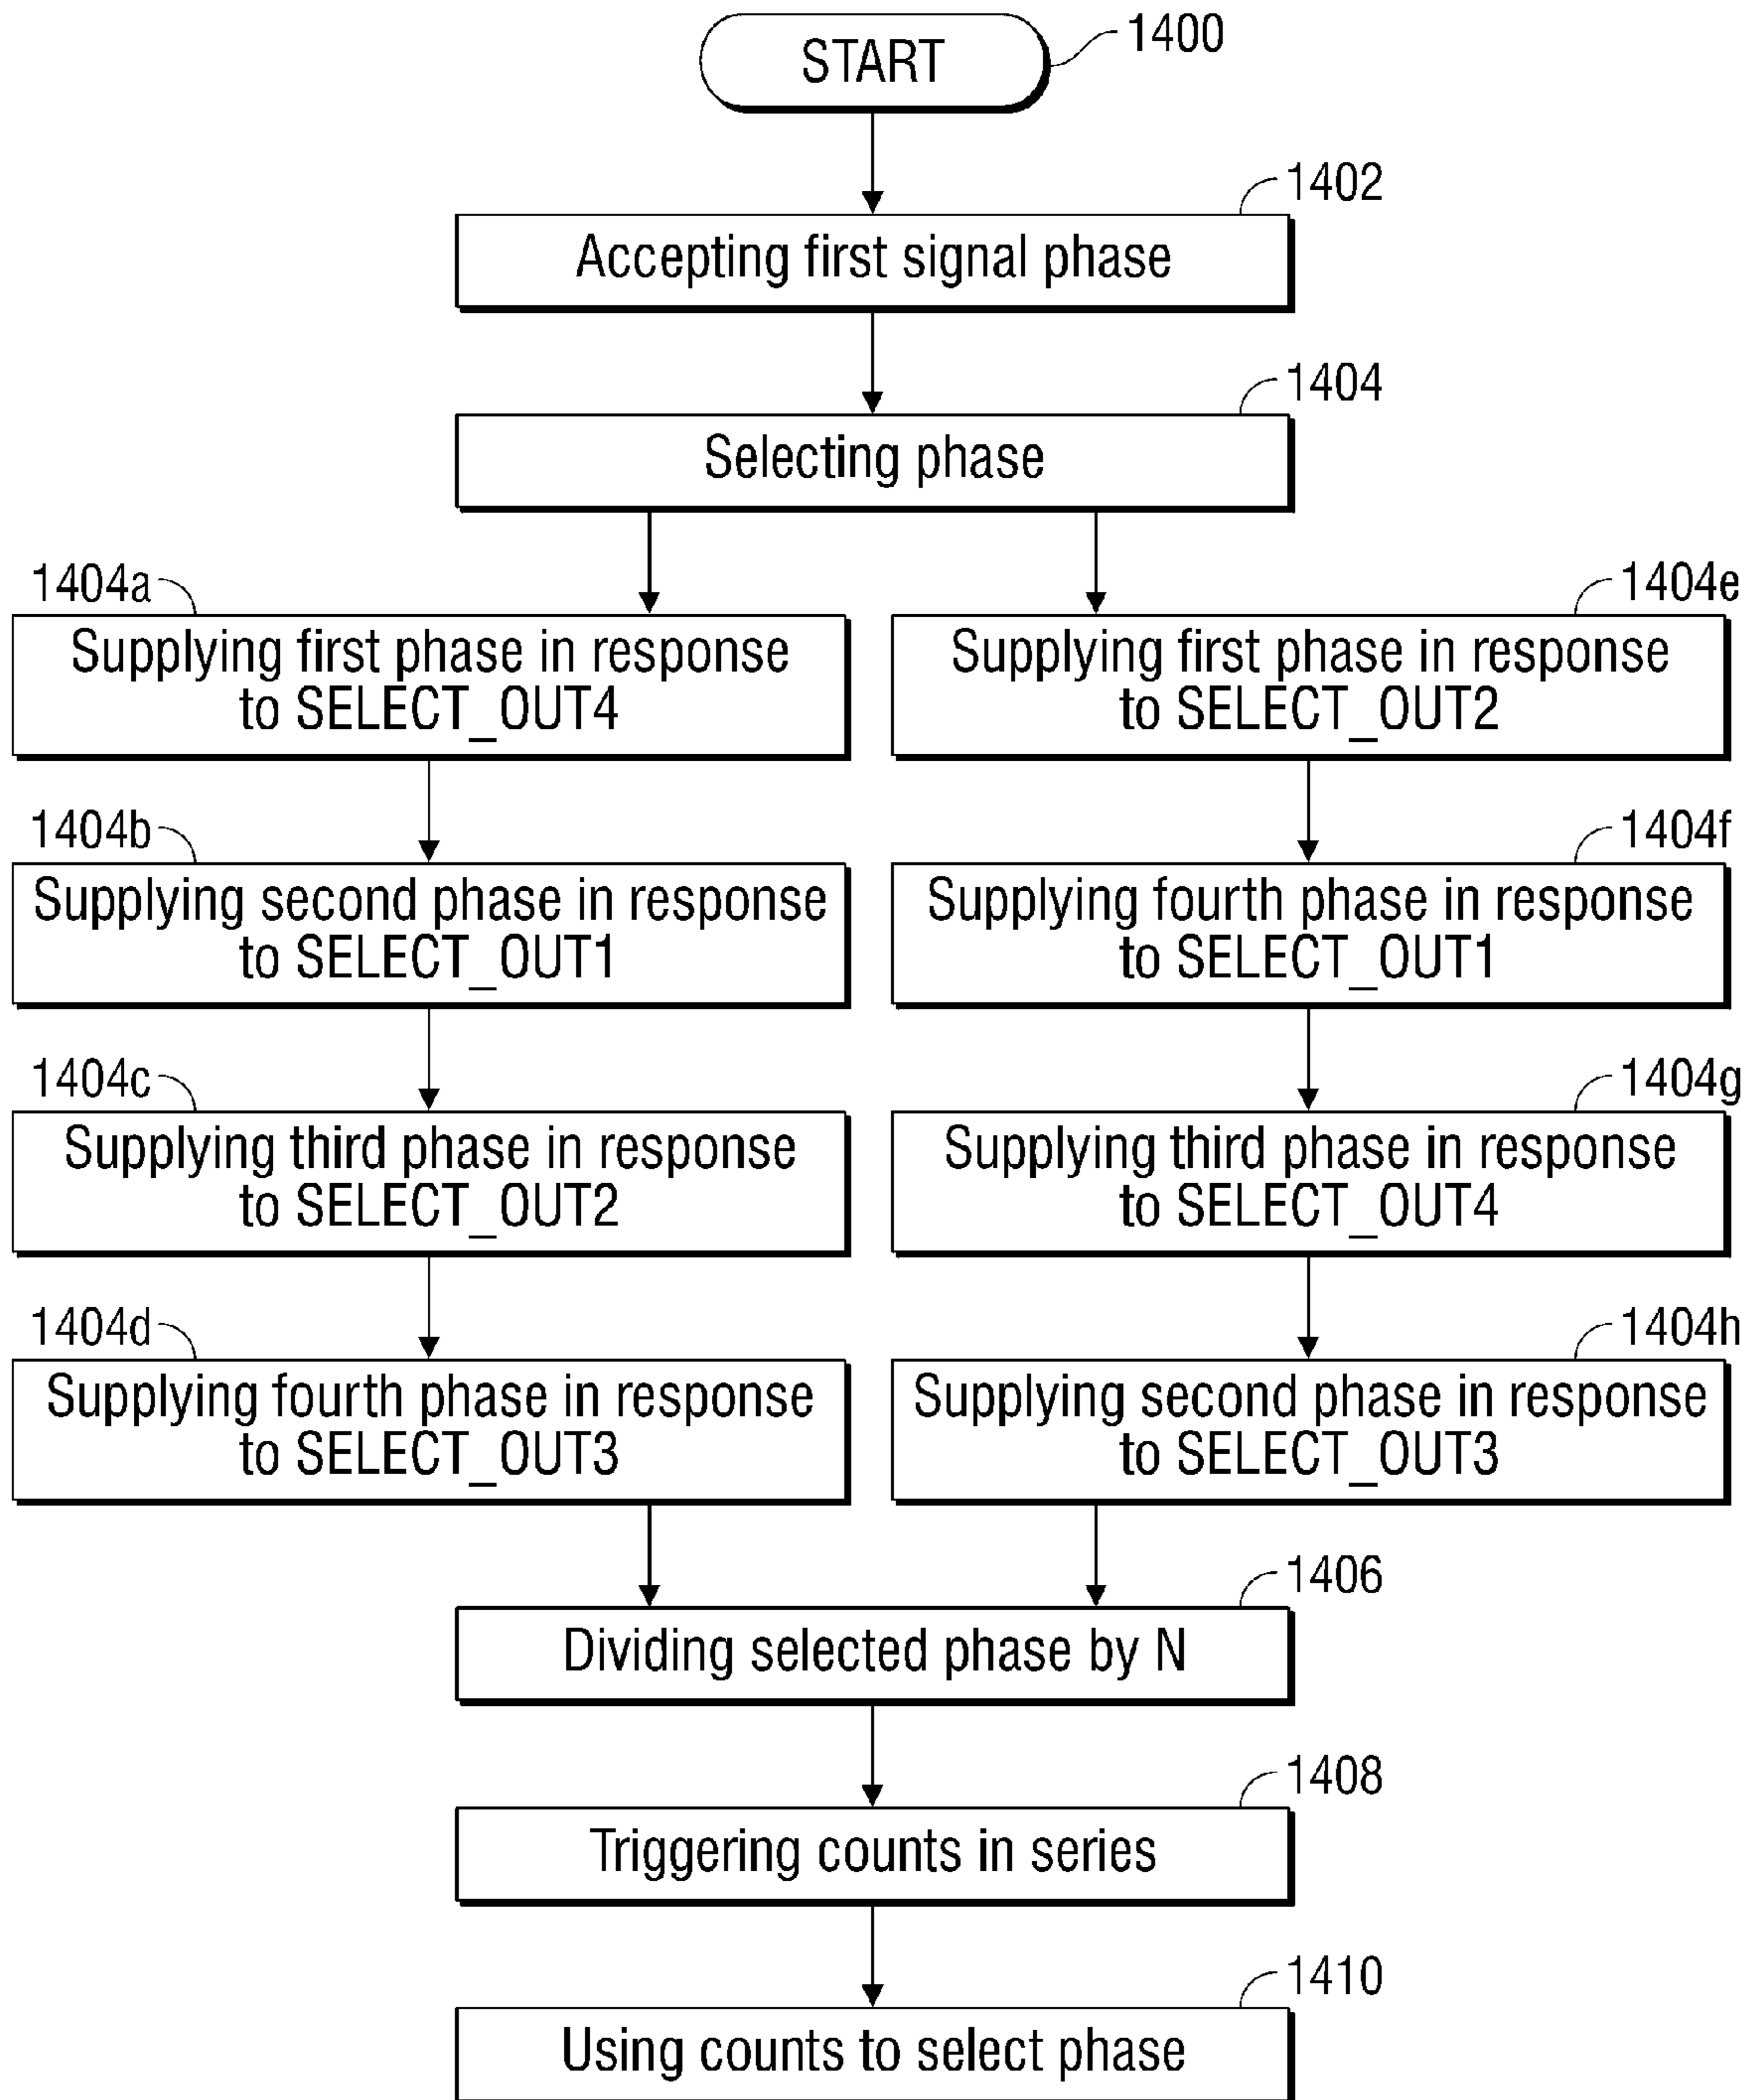 START
1400
1402
Accepting first signal phase
1404
Selecting phase
1404a
Supplying first phase in response
to SELECT_OUT4
1404e
Supplying first phase in response
to SELECT_OUT2
1404b
Supplying second phase in response
to SELECT_OUT1
1404f
Supplying fourth phase in response
to SELECT_OUT1
1404c
Supplying third phase in response
to SELECT_OUT2
1404g
Supplying third phase in response
to SELECT_OUT4
1404d
Supplying fourth phase in response
to SELECT_OUT3
1404h
Supplying second phase in response
to SELECT_OUT3
1406
Dividing selected phase by N
1408
Triggering counts in series
1410
Using counts to select phase